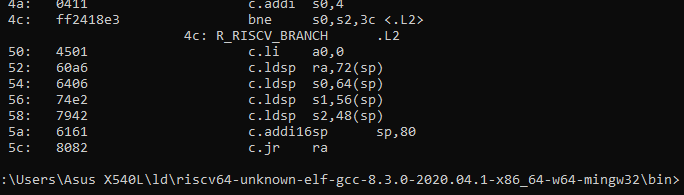 4a: 0411 c.addi s0,4
4c: ff2418e3 bne s0,s2,3c <.L2>
4c: R_RISCV_BRANCH .L2
50: 4501 c.li a0,0
52: 60a6 c.ldsp ra,72(sp)
54: 6406 c.ldsp s0,64(sp)
56: 74e2 c.ldsp s1,56(sp)
58: 7942 c.ldsp s2,48(sp)
5a: 6161 c.addi16sp sp,80
5c: 8082 c.jr ra
:\Users\Asus X540L\ld\riscv64-unknown-elf-gcc-8.3.0-2020.04.1-x86_64-w64-mingw32\bin>